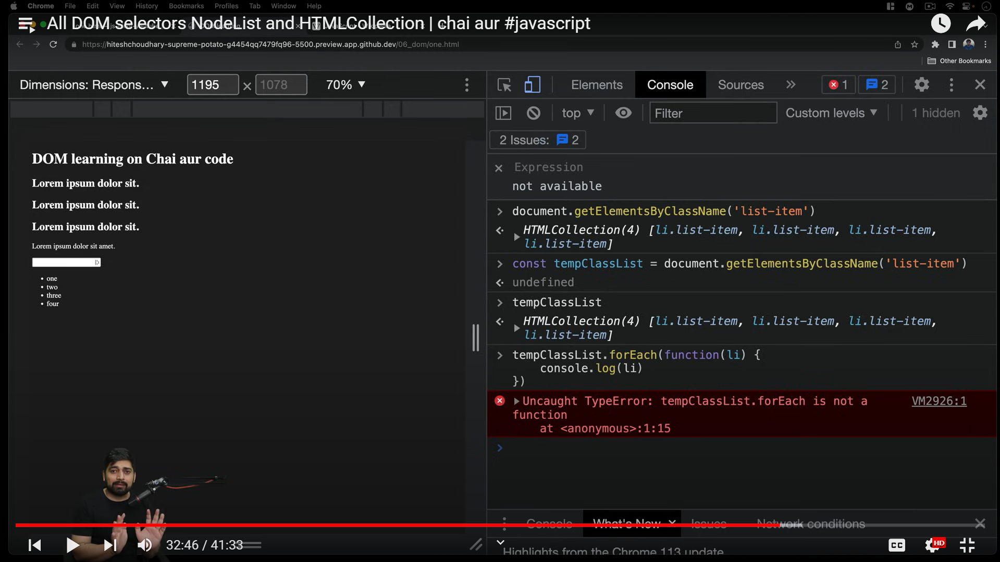 Chrome File Edit View History Bookmarks Profiles Tab Window Help
All DOM selectors NodeList and HTMLCollection | chai aur #javascript
https://hiteshchoudhary-supreme-potato-g4454qq7479fq96-5500.preview.app.github.dev/06_dom/one.html
Other Bookmarks
Dimensions: Respons... 1195 × 1078 70%
Elements Console Sources » 1 2
top Filter Custom levels 1 hidden
2 Issues: 2
DOM learning on Chai aur code
Lorem ipsum dolor sit.
Lorem ipsum dolor sit.
Lorem ipsum dolor sit.
Lorem ipsum dolor sit amet.
• one
• two
• three
• four
Expression
not available
document.getElementsByClassName('list-item')
HTMLCollection(4) [li.list-item, li.list-item, li.list-item,
li.list-item]
const tempClassList = document.getElementsByClassName('list-item')
undefined
tempClassList
HTMLCollection(4) [li.list-item, li.list-item, li.list-item,
li.list-item]
tempClassList.forEach(function(li) {
console.log(li)
})
Uncaught TypeError: tempClassList.forEach is not a VM2926:1
function
at <anonymous>:1:15
Console What's New Issues Network conditions
32:46 / 41:33
CC HD
Highlights from the Chrome 113 update